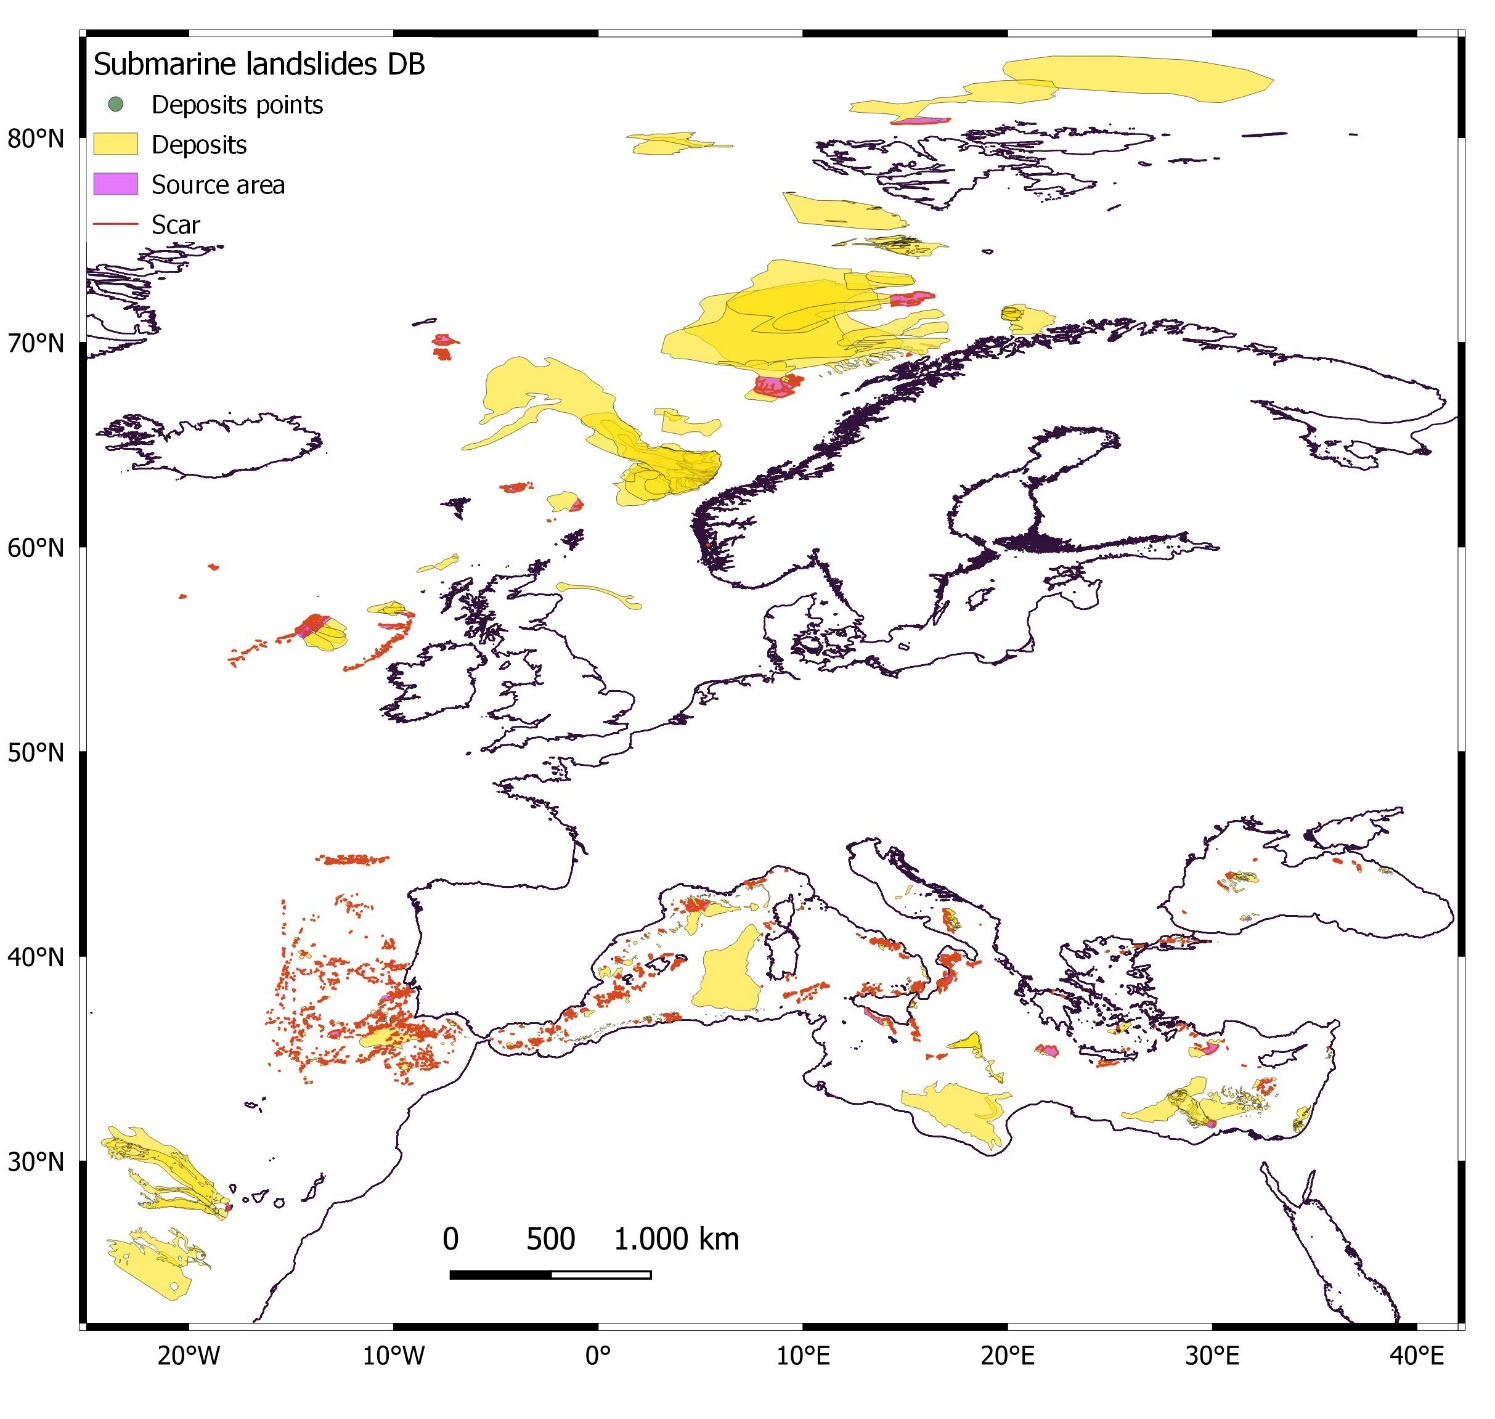 Submarine landslides DB
Deposits points
Deposits
Source area
Scar
80°N
70°N
60°N
50°N
40°N
30°N
0 500 1.000 km
20°W 10°W 0° 10°E 20°E 30°E 40°E